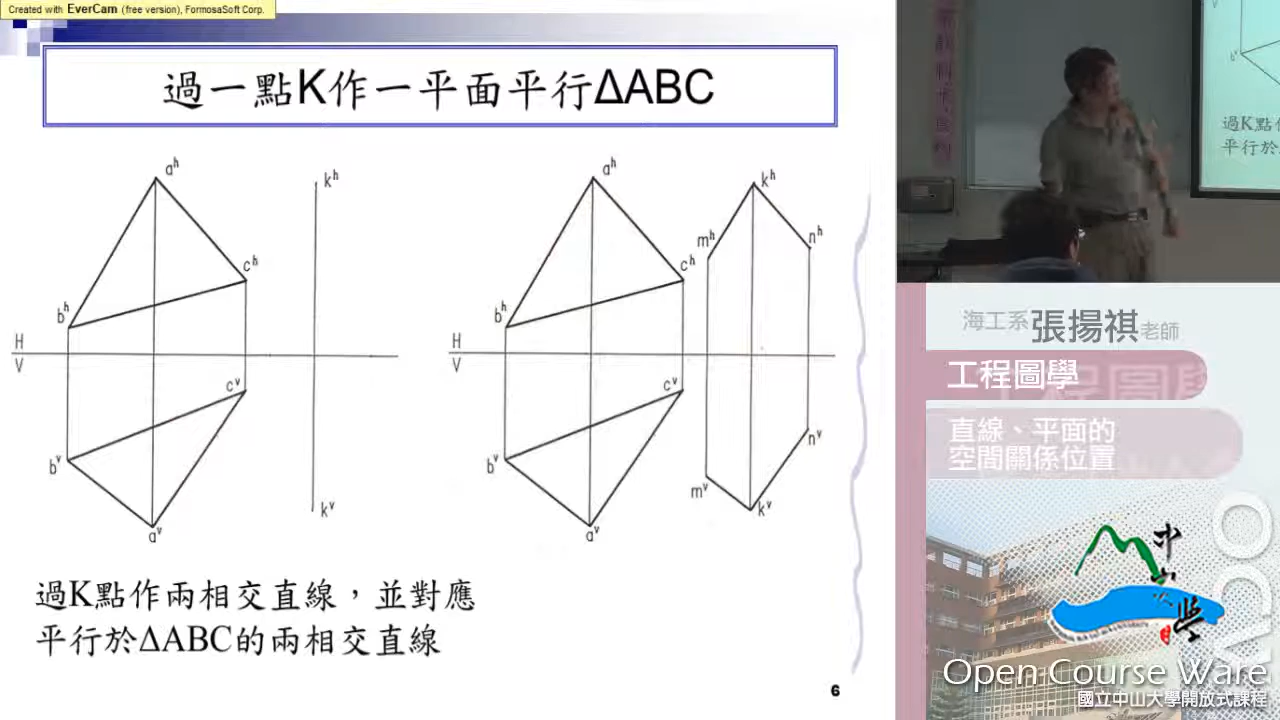 Created with EverCam (free version), FormosaSoft Corp.
過一點K作一平面平行ΔABC
aʰ
kʰ
cʰ
bʰ
H
V
cᵛ
bᵛ
kᵛ
aᵛ
aʰ
kʰ
mʰ
nʰ
cʰ
bʰ
H
V
cᵛ
nᵛ
bᵛ
mᵛ
kᵛ
aᵛ
過K點作兩相交直線,並對應
平行於ΔABC的兩相交直線
6
過K點
平行於
海工系張揚祺老師
工程圖學
直線、平面的
空間關係位置
Open Course Ware
國立中山大學開放式課程